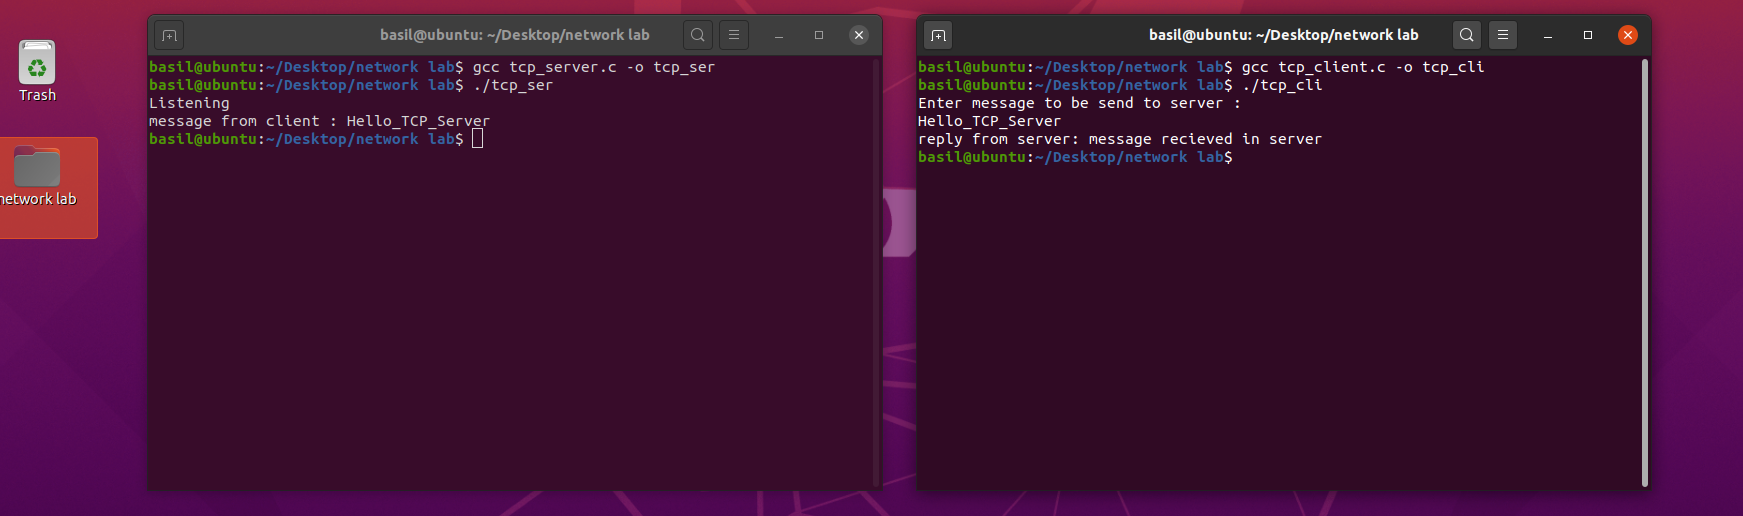 Trash
network lab
basil@ubuntu: ~/Desktop/network lab
basil@ubuntu:~/Desktop/network lab$ gcc tcp_server.c -o tcp_ser
basil@ubuntu:~/Desktop/network lab$ ./tcp_ser
Listening
message from client : Hello_TCP_Server
basil@ubuntu:~/Desktop/network lab$
basil@ubuntu: ~/Desktop/network lab
basil@ubuntu:~/Desktop/network lab$ gcc tcp_client.c -o tcp_cli
basil@ubuntu:~/Desktop/network lab$ ./tcp_cli
Enter message to be send to server :
Hello_TCP_Server
reply from server: message recieved in server
basil@ubuntu:~/Desktop/network lab$